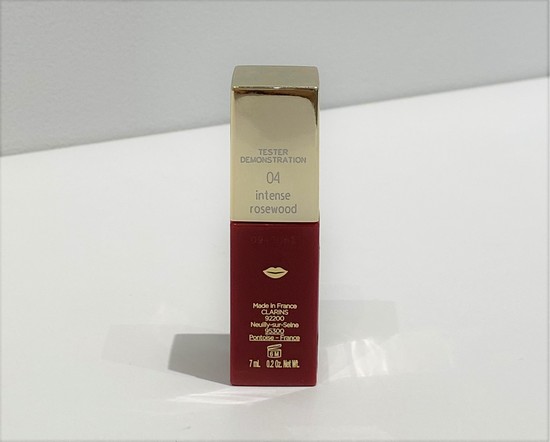 TESTER
DEMONSTRATION
04
intense
rosewood
Made in France
CLARINS
92200
Neuilly-sur-Seine
95300
Pontoise - France
6 M
7 mL 0.2 Oz. Net Wt.